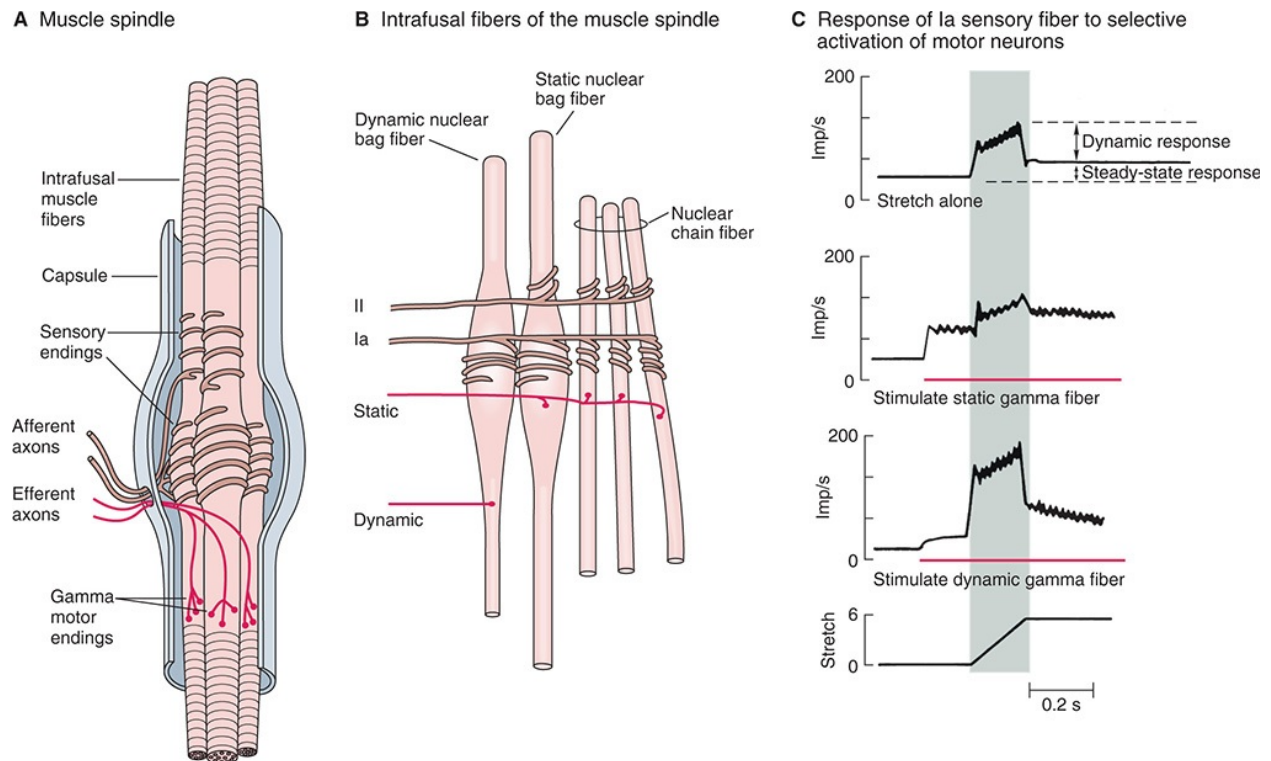 A Muscle spindle
Intrafusal
muscle
fibers
Capsule
Sensory
endings
Afferent
axons
Efferent
axons
Gamma
motor
endings
B Intrafusal fibers of the muscle spindle
Static nuclear
bag fiber
Dynamic nuclear
bag fiber
Nuclear
chain fiber
II
Ia
Static
Dynamic
C Response of Ia sensory fiber to selective
activation of motor neurons
200
Imp/s
0
Dynamic response
Steady-state response
Stretch alone
200
Imp/s
0
Stimulate static gamma fiber
200
Imp/s
0
Stimulate dynamic gamma fiber
6
Stretch
0
0.2 s